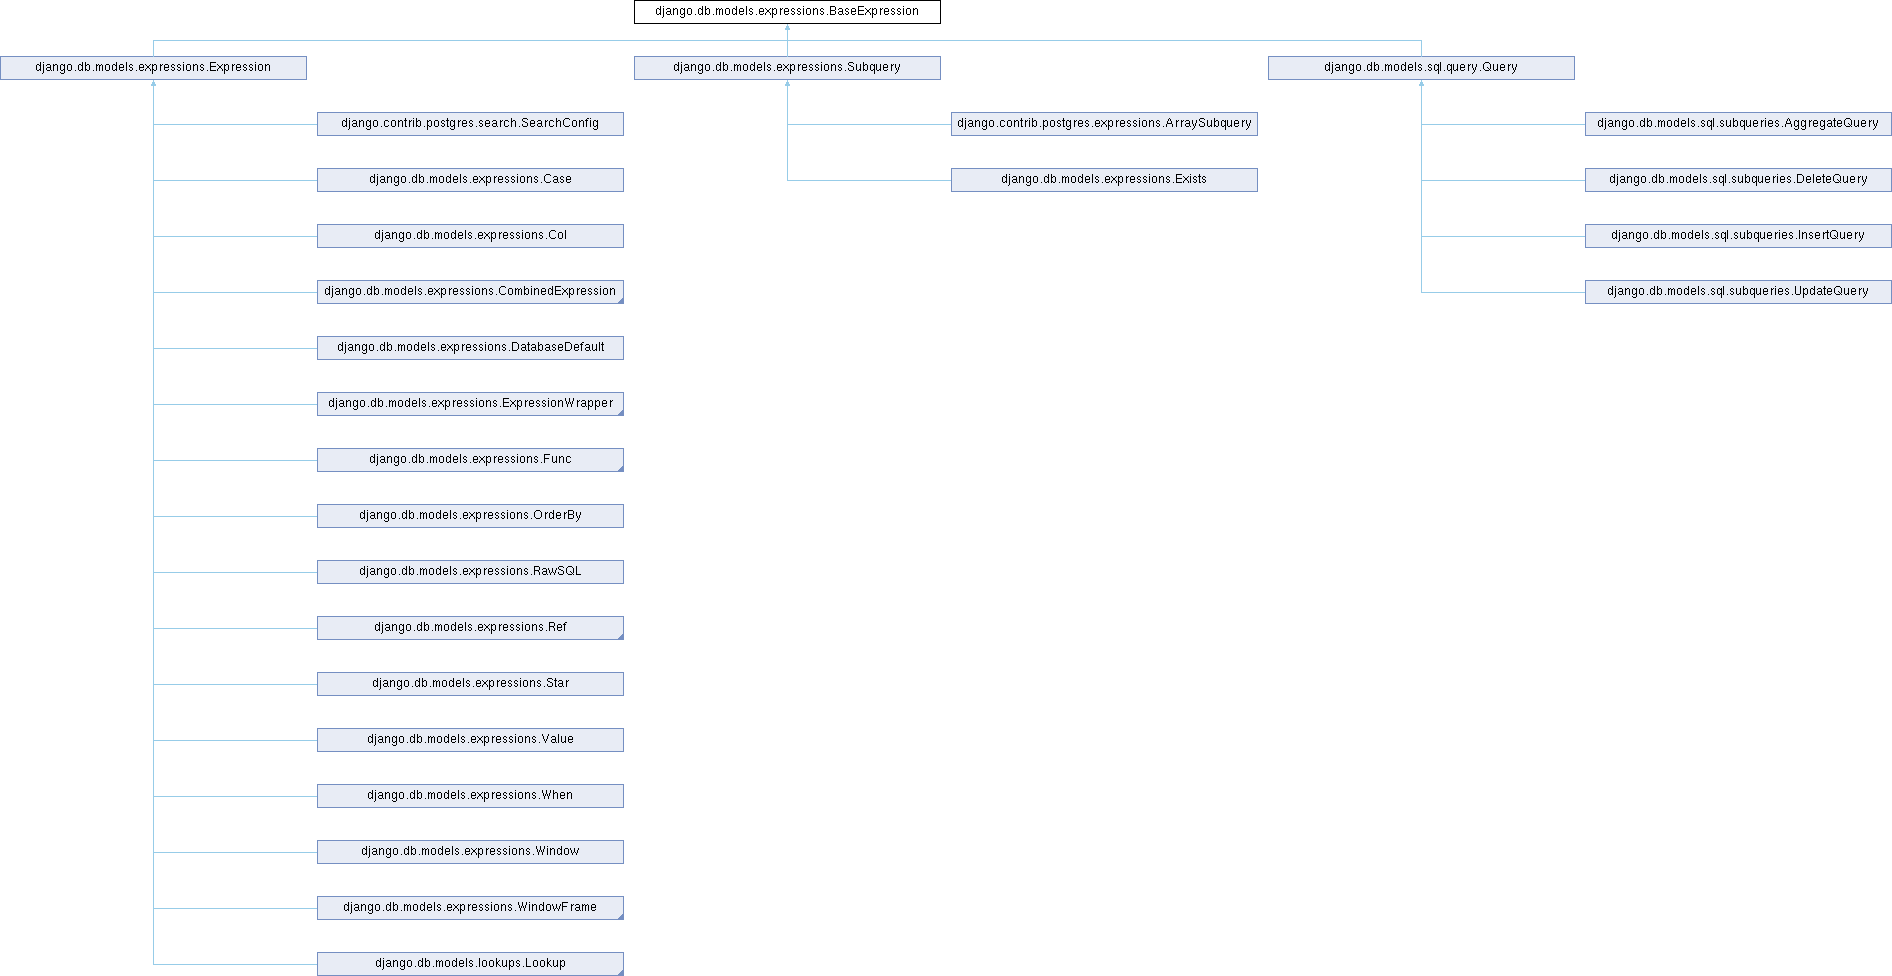 django.db.models.expressions.BaseExpression
django.db.models.expressions.Expression
django.db.models.expressions.Subquery
django.db.models.sql.query.Query
django.contrib.postgres.search.SearchConfig
django.contrib.postgres.expressions.ArraySubquery
django.db.models.sql.subqueries.AggregateQuery
django.db.models.expressions.Case
django.db.models.expressions.Exists
django.db.models.sql.subqueries.DeleteQuery
django.db.models.expressions.Col
django.db.models.sql.subqueries.InsertQuery
django.db.models.expressions.CombinedExpression
django.db.models.sql.subqueries.UpdateQuery
django.db.models.expressions.DatabaseDefault
django.db.models.expressions.ExpressionWrapper
django.db.models.expressions.Func
django.db.models.expressions.OrderBy
django.db.models.expressions.RawSQL
django.db.models.expressions.Ref
django.db.models.expressions.Star
django.db.models.expressions.Value
django.db.models.expressions.When
django.db.models.expressions.Window
django.db.models.expressions.WindowFrame
django.db.models.lookups.Lookup